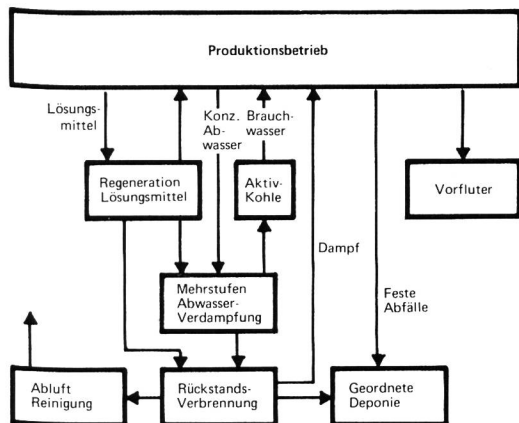 Produktionsbetrieb
Lösungs-
mittel
Konz.
Ab-
wasser
Brauch-
wasser
Regeneration
Lösungsmittel
Aktiv-
Kohle
Vorfluter
Dampf
Mehrstufen
Abwasser-
Verdampfung
Feste
Abfälle
Abluft
Reinigung
Rückstands-
Verbrennung
Geordnete
Deponie